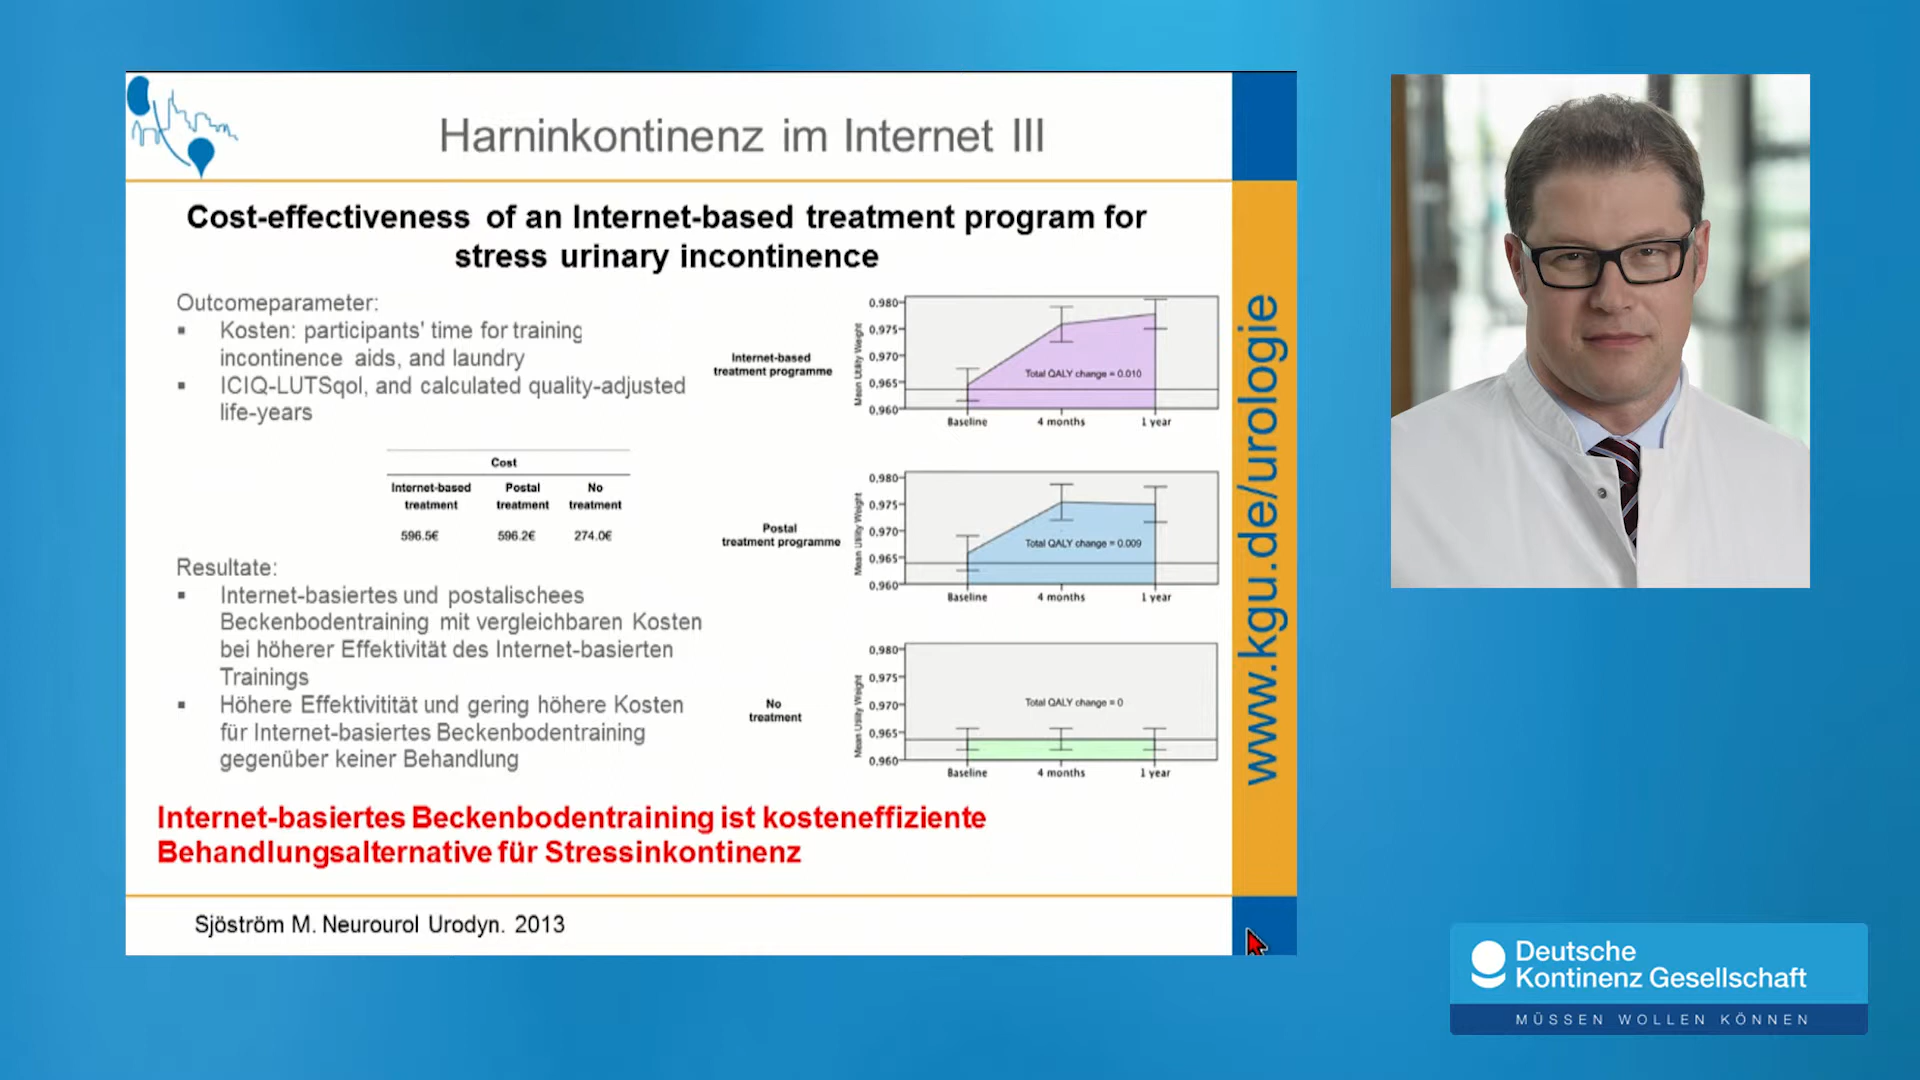 Harninkontinenz im Internet III
Cost-effectiveness of an Internet-based treatment program for
stress urinary incontinence
Outcomeparameter:
▪ Kosten: participants' time for training
incontinence aids, and laundry
▪ ICIQ-LUTSqol, and calculated quality-adjusted
life-years
Cost
Internet-based treatment Postal treatment No treatment
596.5€ 596.2€ 274.0€
Resultate:
▪ Internet-basiertes und postalischees
Beckenbodentraining mit vergleichbaren Kosten
bei höherer Effektivität des Internet-basierten
Trainings
▪ Höhere Effektivitität und gering höhere Kosten
für Internet-basiertes Beckenbodentraining
gegenüber keiner Behandlung
Internet-based
treatment programme
Mean Utility Weight
0,980
0,975
0,970
0,965
0,960
Total QALY change = 0.010
Baseline 4 months 1 year
Postal
treatment programme
Mean Utility Weight
0,980
0,975
0,970
0,965
0,960
Total QALY change = 0.009
Baseline 4 months 1 year
No
treatment
Mean Utility Weight
0,980
0,975
0,970
0,965
0,960
Total QALY change = 0
Baseline 4 months 1 year
Internet-basiertes Beckenbodentraining ist kosteneffiziente
Behandlungsalternative für Stressinkontinenz
Sjöström M. Neurourol Urodyn. 2013
www.kgu.de/urologie
Deutsche
Kontinenz Gesellschaft
MÜSSEN WOLLEN KÖNNEN